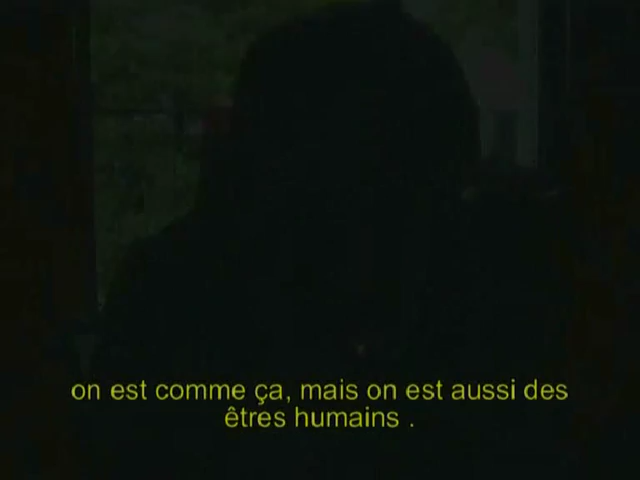 on est comme ça, mais on est aussi des
êtres humains .